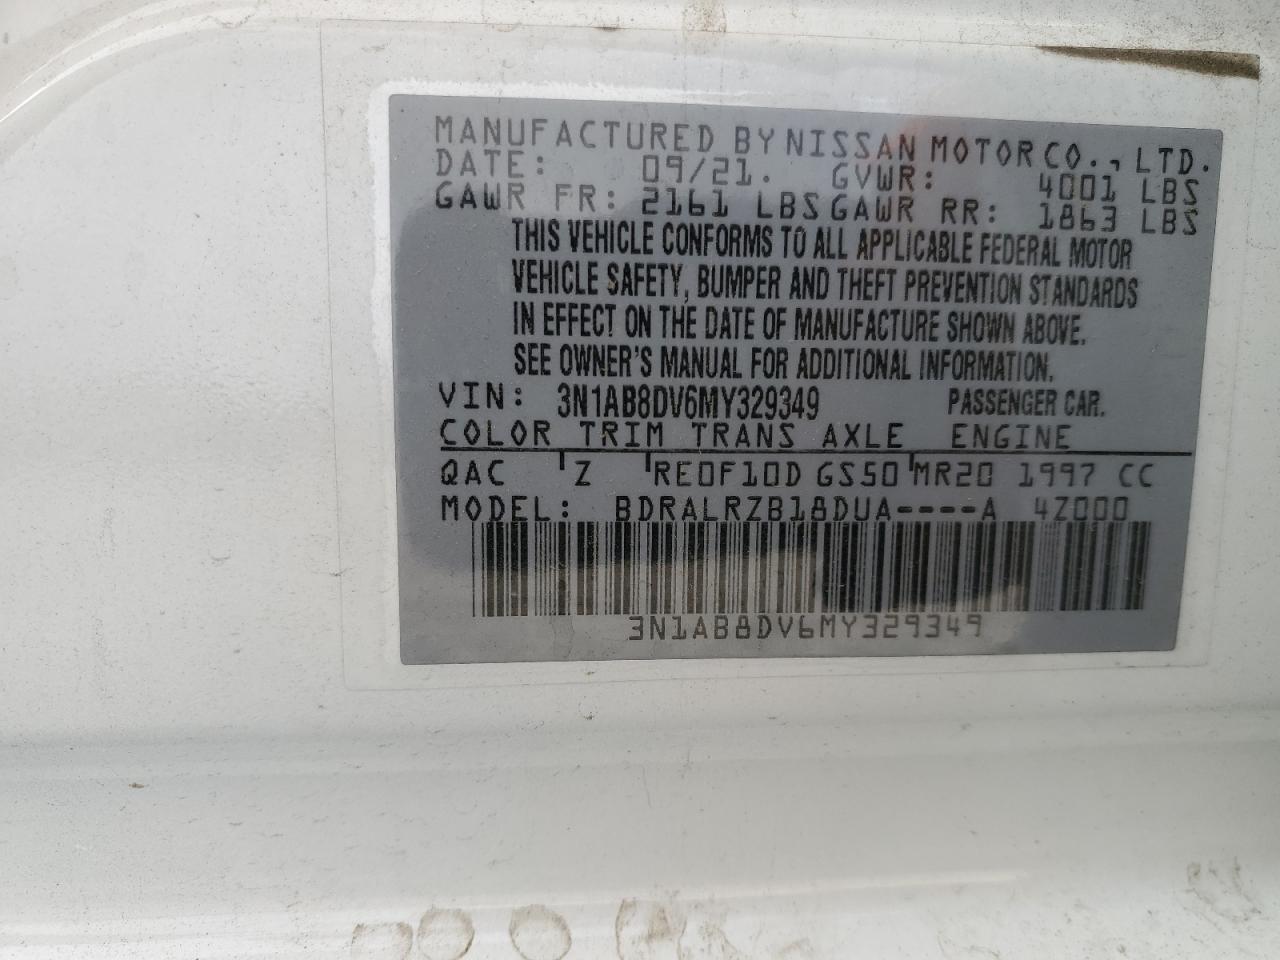 MANUFACTURED BY NISSAN MOTOR CO., LTD.
DATE: 09/21. GVWR: 4001 LBS
GAWR FR: 2161 LBS GAWR RR: 1863 LBS
THIS VEHICLE CONFORMS TO ALL APPLICABLE FEDERAL MOTOR
VEHICLE SAFETY, BUMPER AND THEFT PREVENTION STANDARDS
IN EFFECT ON THE DATE OF MANUFACTURE SHOWN ABOVE.
SEE OWNER'S MANUAL FOR ADDITIONAL INFORMATION.
VIN: 3N1AB8DV6MY329349 PASSENGER CAR.
COLOR TRIM TRANS AXLE ENGINE
QAC Z RE0F10D GS50 MR20 1997 CC
MODEL: BDRALRZB18DUA----A 4Z000
3N1AB8DV6MY329349